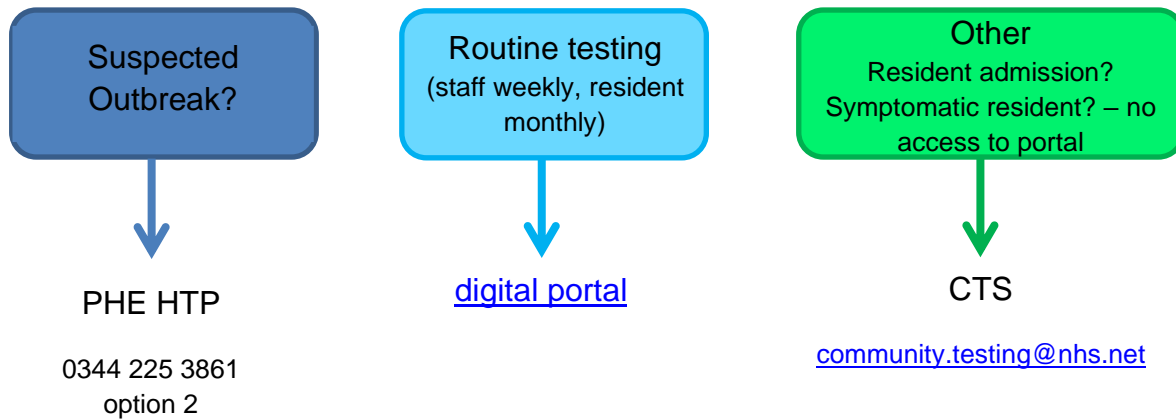 Suspected
Outbreak?
Routine testing
(staff weekly, resident
monthly)
Other
Resident admission?
Symptomatic resident? – no
access to portal
PHE HTP
0344 225 3861
option 2
digital portal
CTS
community.testing@nhs.net